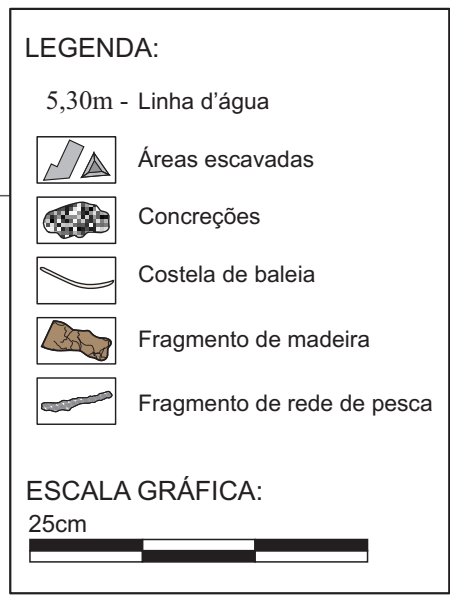 LEGENDA:
5,30m - Linha d'água
Áreas escavadas
Concreções
Costela de baleia
Fragmento de madeira
Fragmento de rede de pesca
ESCALA GRÁFICA:
25cm